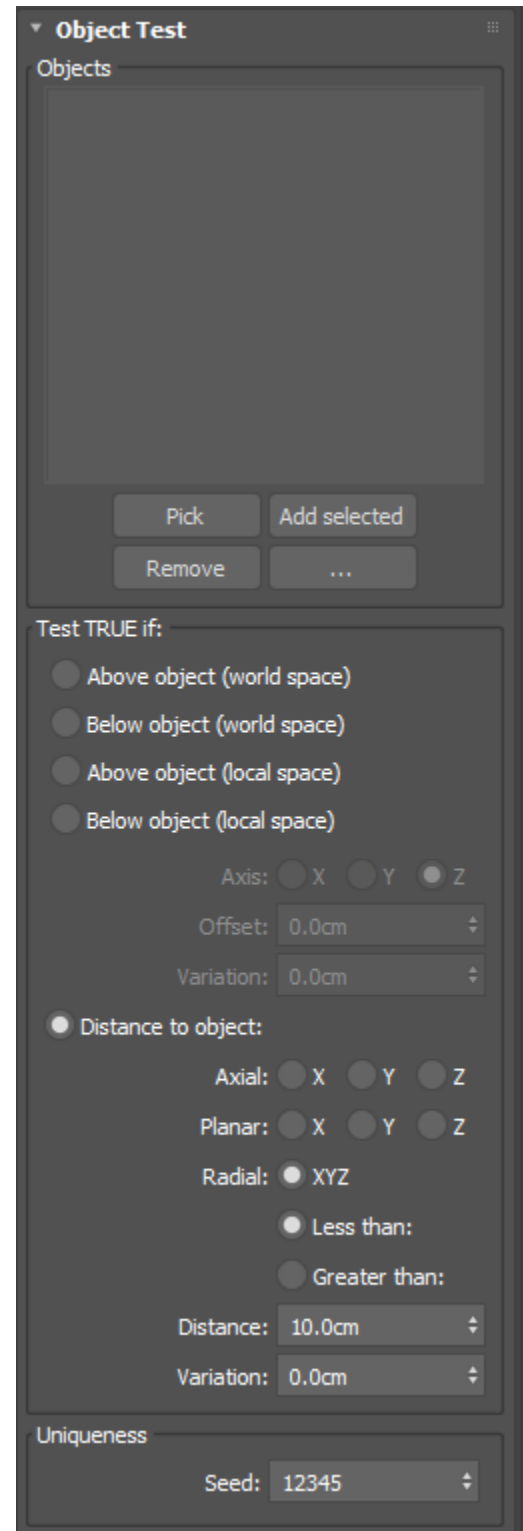 Object Test
Objects
Pick Add selected
Remove ...
Test TRUE if:
Above object (world space)
Below object (world space)
Above object (local space)
Below object (local space)
Axis: X Y Z
Offset: 0.0cm
Variation: 0.0cm
Distance to object:
Axial: X Y Z
Planar: X Y Z
Radial: XYZ
Less than:
Greater than:
Distance: 10.0cm
Variation: 0.0cm
Uniqueness
Seed: 12345